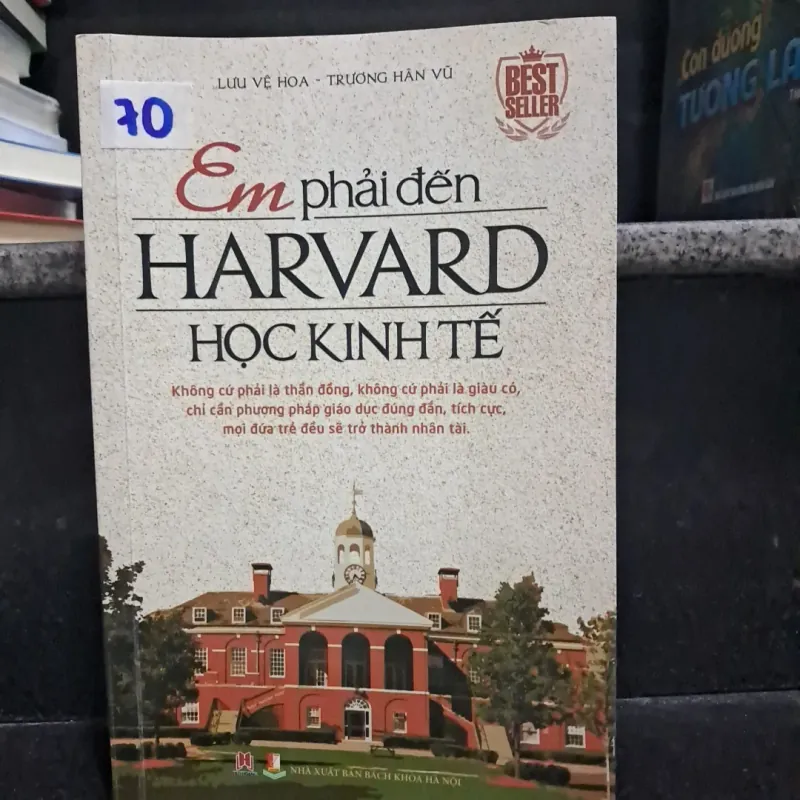 LƯU VỆ HOA - TRƯƠNG HÂN VŨ
BEST
SELLER
70
Em phải đến
HARVARD
HỌC KINH TẾ
Không cứ phải là thần đồng, không cứ phải là giàu có,
chỉ cần phương pháp giáo dục đúng đắn, tích cực,
mọi đứa trẻ đều sẽ trở thành nhân tài.
NHÀ XUẤT BẢN BÁCH KHOA HÀ NỘI
Con đường
TƯƠNG LA